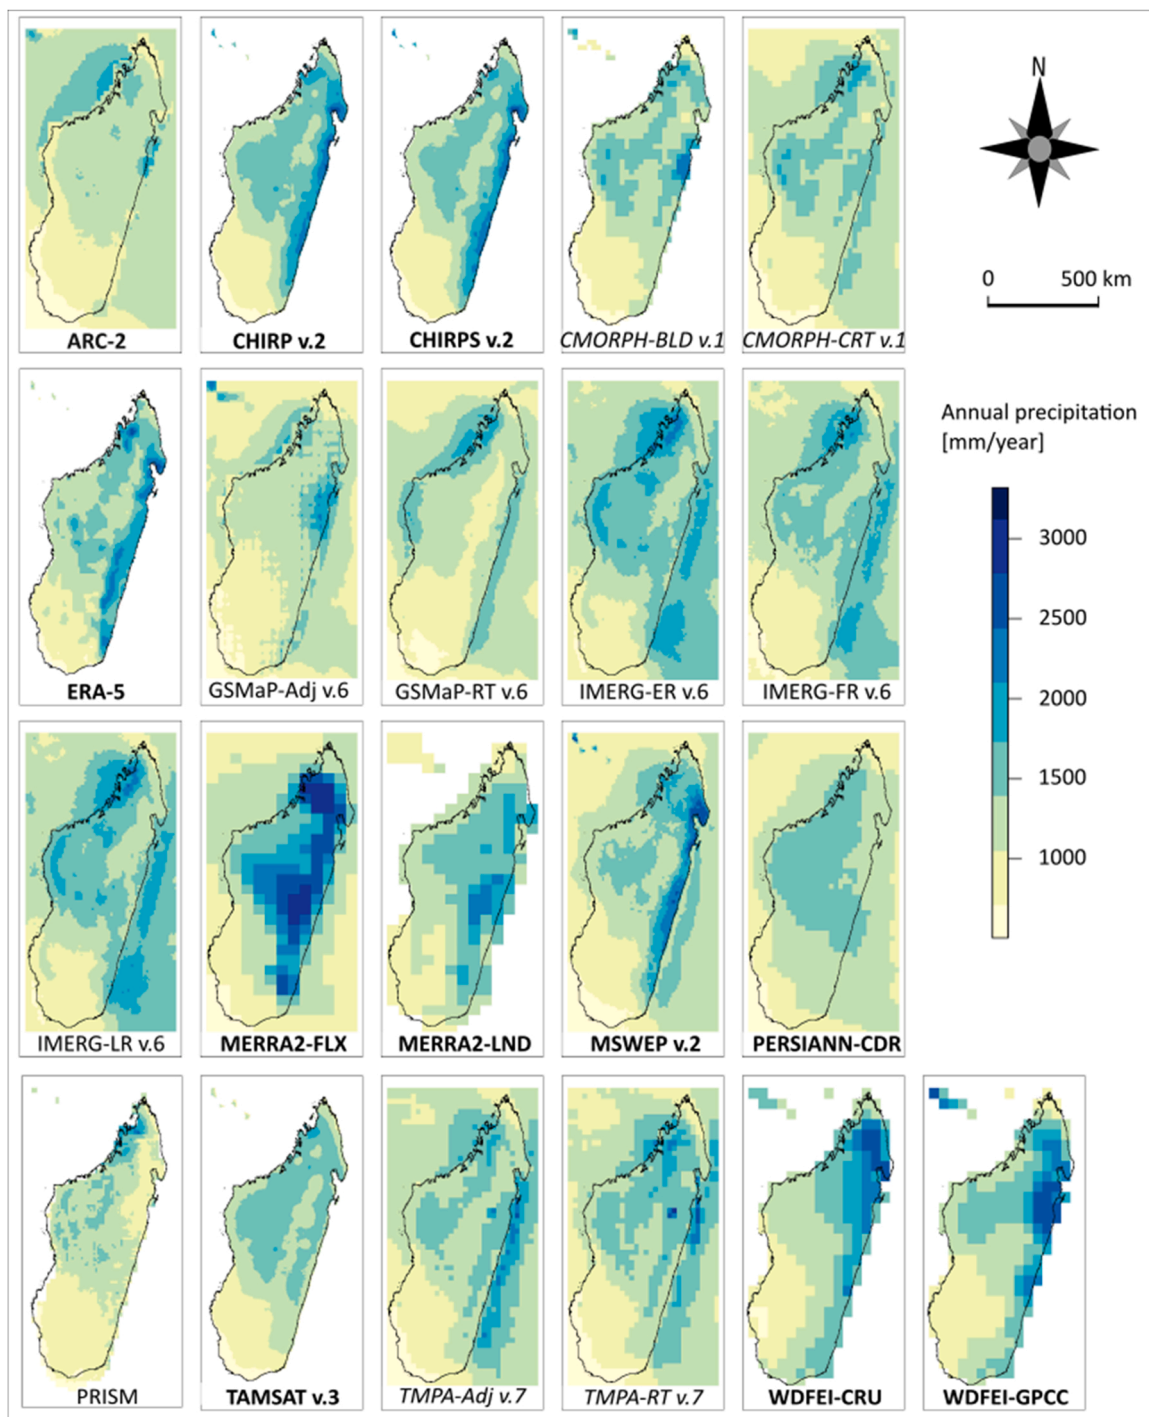 N
0 500 km
ARC-2
CHIRP v.2
CHIRPS v.2
CMORPH-BLD v.1
CMORPH-CRT v.1
Annual precipitation
[mm/year]
3000
2500
2000
1500
1000
ERA-5
GSMaP-Adj v.6
GSMaP-RT v.6
IMERG-ER v.6
IMERG-FR v.6
IMERG-LR v.6
MERRA2-FLX
MERRA2-LND
MSWEP v.2
PERSIANN-CDR
PRISM
TAMSAT v.3
TMPA-Adj v.7
TMPA-RT v.7
WDFEI-CRU
WDFEI-GPCC